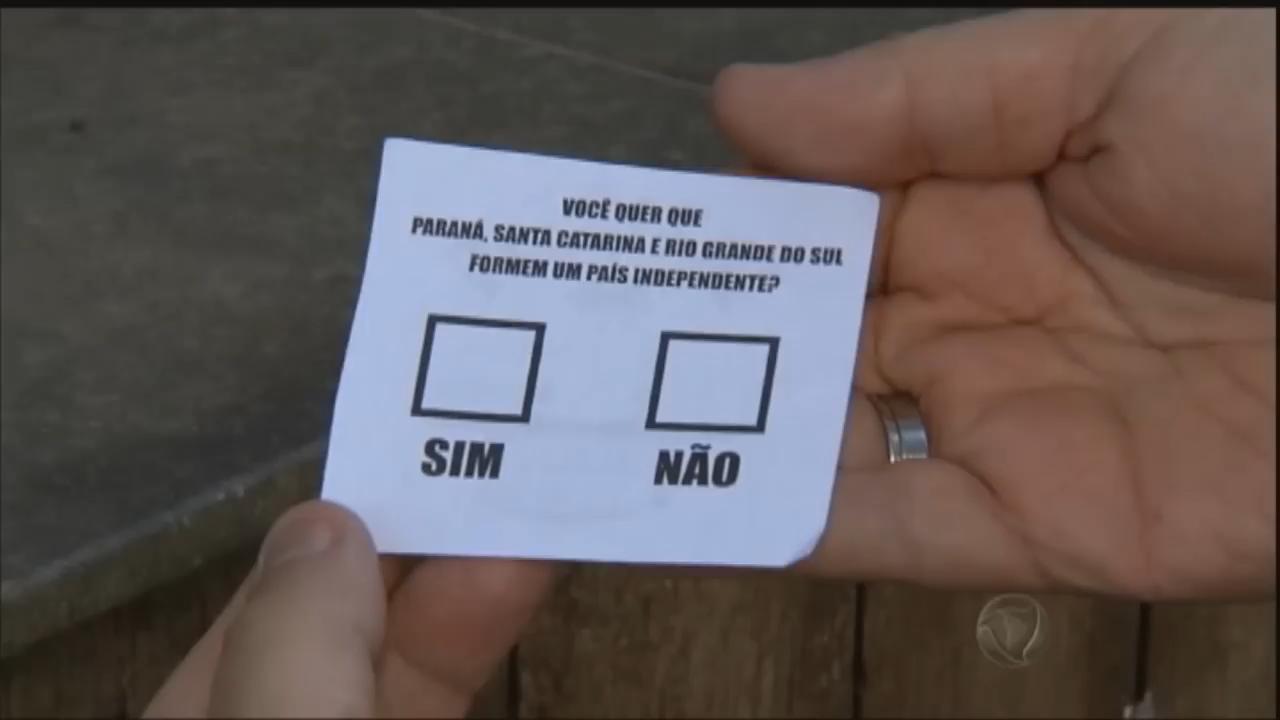 VOCÊ QUER QUE
PARANÁ, SANTA CATARINA E RIO GRANDE DO SUL
FORMEM UM PAÍS INDEPENDENTE?
SIM NÃO